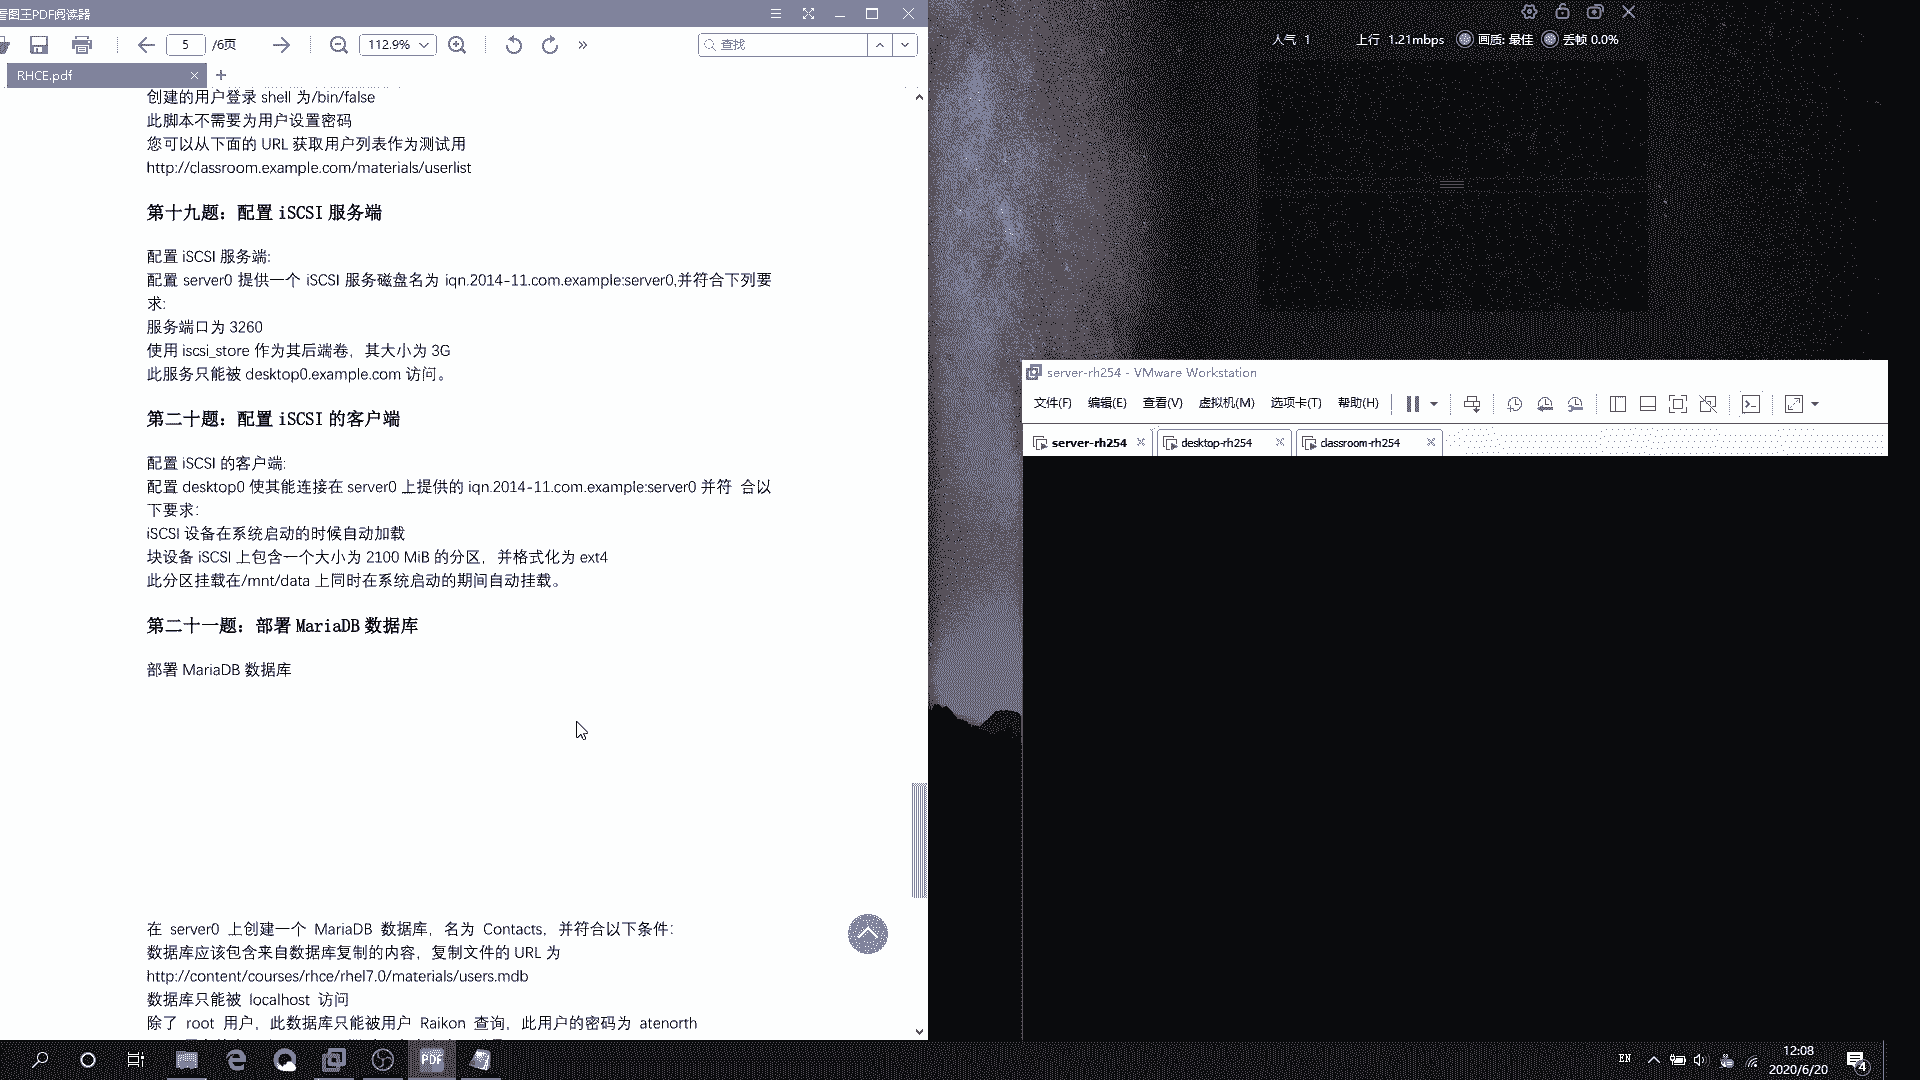 看图王PDF阅读器
5 /6页
112.9%
查找
RHCE.pdf
创建的用户登录 shell 为/bin/false
此脚本不需要为用户设置密码
您可以从下面的 URL 获取用户列表作为测试用
http://classroom.example.com/materials/userlist
第十九题：配置 iSCSI 服务端
配置 iSCSI 服务端:
配置 server0 提供一个 iSCSI 服务磁盘名为 iqn.2014-11.com.example:server0,并符合下列要
求:
服务端口为 3260
使用 iscsi_store 作为其后端卷，其大小为 3G
此服务只能被 desktop0.example.com 访问。
第二十题：配置 iSCSI 的客户端
配置 iSCSI 的客户端:
配置 desktop0 使其能连接在 server0 上提供的 iqn.2014-11.com.example:server0 并符 合以
下要求:
iSCSI 设备在系统启动的时候自动加载
块设备 iSCSI 上包含一个大小为 2100 MiB 的分区，并格式化为 ext4
此分区挂载在/mnt/data 上同时在系统启动的期间自动挂载。
第二十一题：部署 MariaDB 数据库
部署 MariaDB 数据库
在 server0 上创建一个 MariaDB 数据库，名为 Contacts，并符合以下条件:
数据库应该包含来自数据库复制的内容，复制文件的 URL 为
http://content/courses/rhce/rhel7.0/materials/users.mdb
数据库只能被 localhost 访问
除了 root 用户，此数据库只能被用户 Raikon 查询，此用户的密码为 atenorth
人气 1 上行 1.21mbps 画质: 最佳 丢帧 0.0%
server-rh254 - VMware Workstation
文件(F) 编辑(E) 查看(V) 虚拟机(M) 选项卡(T) 帮助(H)
server-rh254 desktop-rh254 classroom-rh254
PDF
EN
12:08
2020/6/20
4